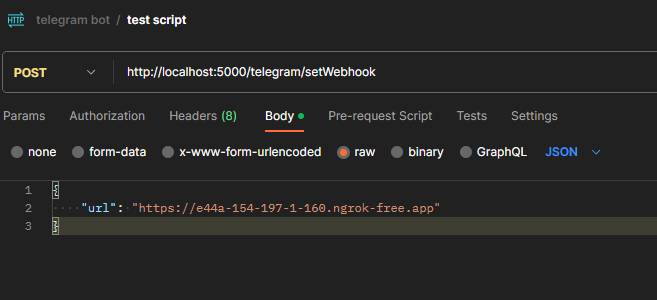 HTTP telegram bot / test script
POST http://localhost:5000/telegram/setWebhook
Params Authorization Headers (8) Body Pre-request Script Tests Settings
none form-data x-www-form-urlencoded raw binary GraphQL JSON
1 {
2 "url": "https://e44a-154-197-1-160.ngrok-free.app"
3 }